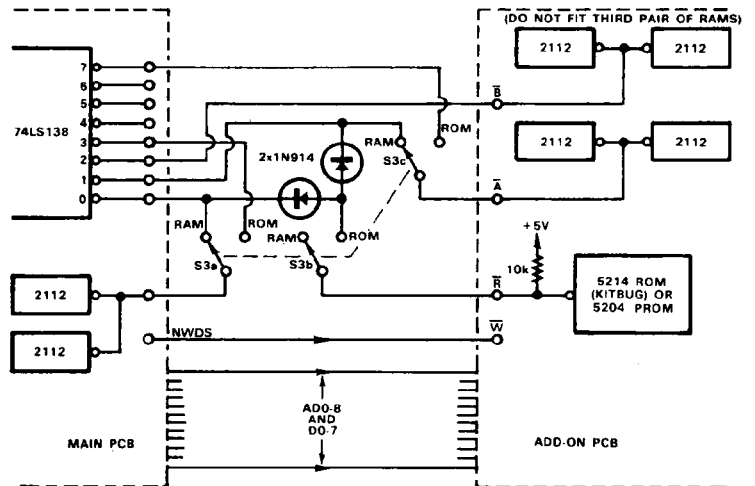 (DO NOT FIT THIRD PAIR OF RAMS)
2112
2112
B
7
6
5
4
3
2
1
0
74LS138
2x1N914
RAM
ROM
S3c
2112
2112
A
RAM
ROM
RAM
ROM
S3a
S3b
+5V
10k
R
5214 ROM
(KITBUG) OR
5204 PROM
2112
2112
NWDS
W
AD0-8
AND
D0-7
MAIN PCB
ADD-ON PCB